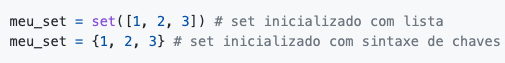 meu_set = set([1, 2, 3]) # set inicializado com lista
meu_set = {1, 2, 3} # set inicializado com sintaxe de chaves